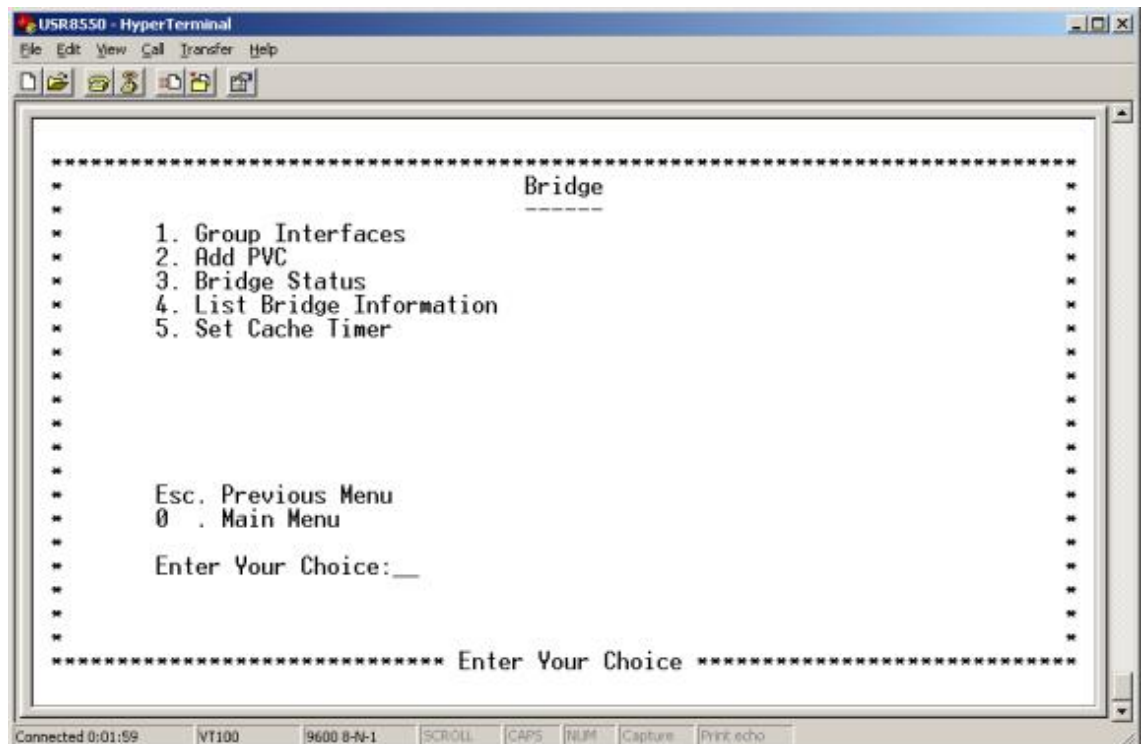 USR8550 - HyperTerminal
File Edit View Call Transfer Help
******************************************************************************
* Bridge *
* ------ *
* 1. Group Interfaces *
* 2. Add PVC *
* 3. Bridge Status *
* 4. List Bridge Information *
* 5. Set Cache Timer *
* *
* *
* *
* *
* *
* *
* Esc. Previous Menu *
* 0 . Main Menu *
* *
* Enter Your Choice:__ *
* *
* *
* *
****************************** Enter Your Choice *****************************
Connected 0:01:59 VT100 9600 8-N-1 SCROLL CAPS NUM Capture Print echo